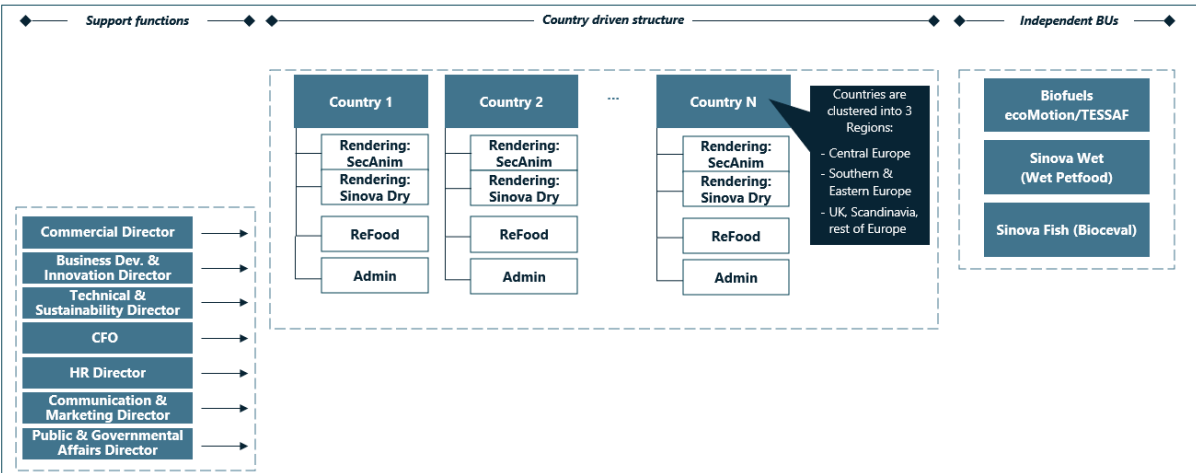 Support functions
Country driven structure
Independent BUs
Commercial Director
Business Dev. &
Innovation Director
Technical &
Sustainability Director
CFO
HR Director
Communication &
Marketing Director
Public & Governmental
Affairs Director
Country 1
Rendering:
SecAnim
Rendering:
Sinova Dry
ReFood
Admin
Country 2
Rendering:
SecAnim
Rendering:
Sinova Dry
ReFood
Admin
...
Country N
Rendering:
SecAnim
Rendering:
Sinova Dry
ReFood
Admin
Countries are
clustered into 3
Regions:
- Central Europe
- Southern &
Eastern Europe
- UK, Scandinavia,
rest of Europe
Biofuels
ecoMotion/TESSAF
Sinova Wet
(Wet Petfood)
Sinova Fish (Bioceval)